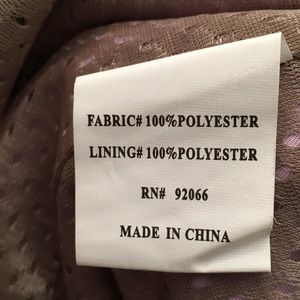 FABRIC# 100%POLYESTER
LINING# 100%POLYESTER
RN# 92066
MADE IN CHINA